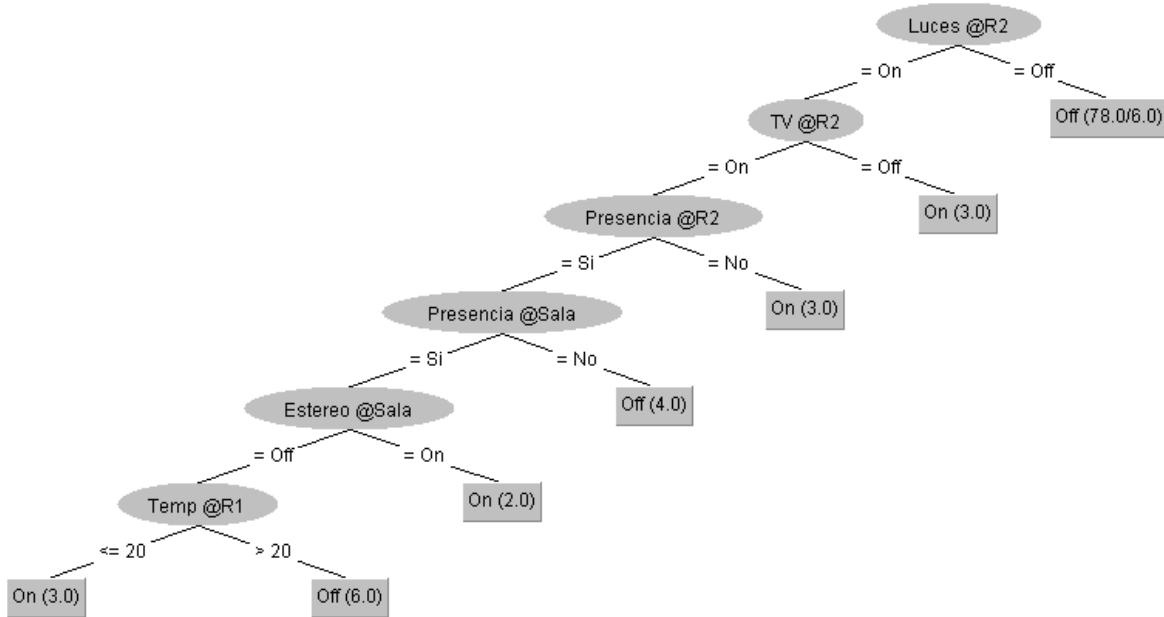 Luces @R2
= On
= Off
TV @R2
Off (78.0/6.0)
= On
= Off
Presencia @R2
On (3.0)
= Si
= No
Presencia @Sala
On (3.0)
= Si
= No
Estereo @Sala
Off (4.0)
= Off
= On
Temp @R1
On (2.0)
<= 20
> 20
On (3.0)
Off (6.0)